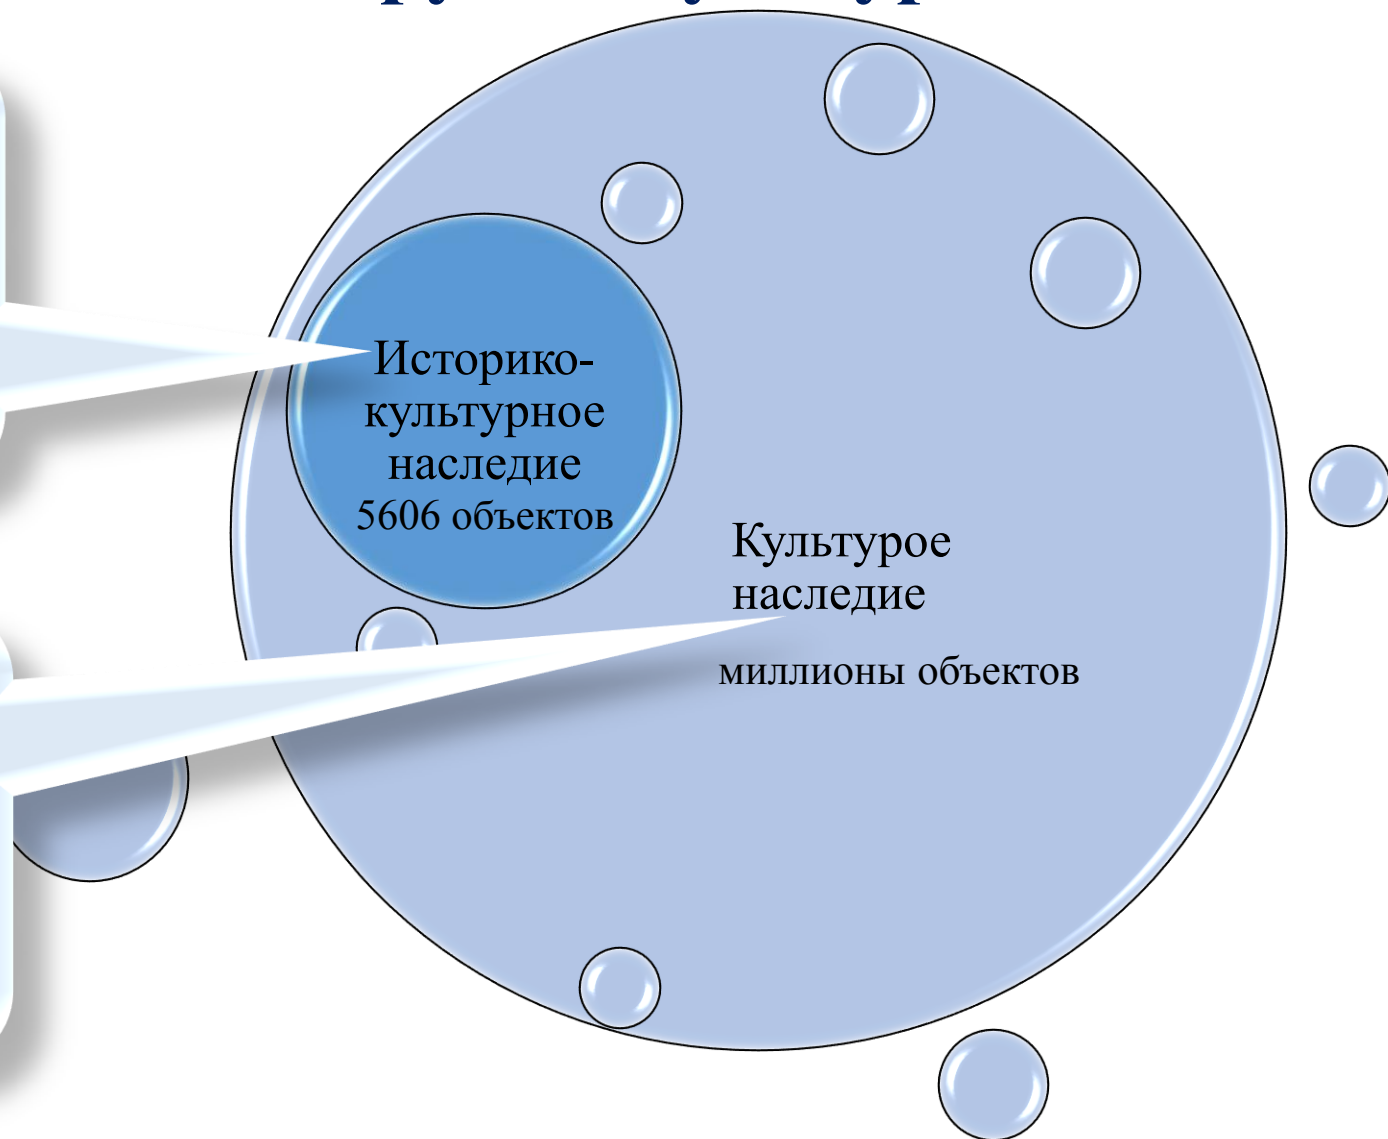 Историко-
культурное
наследие
5606 объектов
Культурое
наследие
миллионы объектов